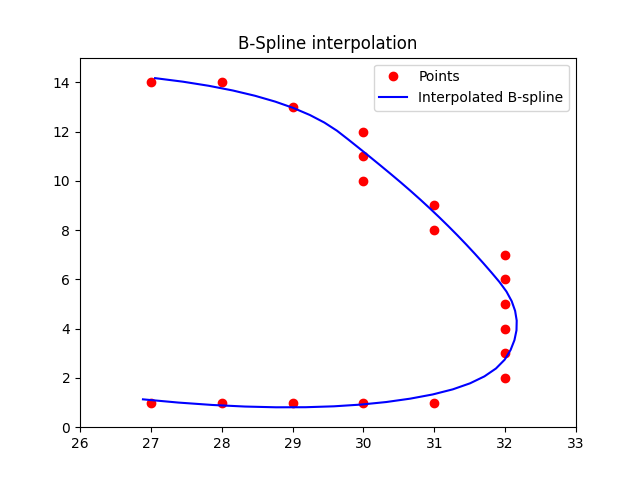 B-Spline interpolation
Points
Interpolated B-spline
14
12
10
8
6
4
2
0
26 27 28 29 30 31 32 33